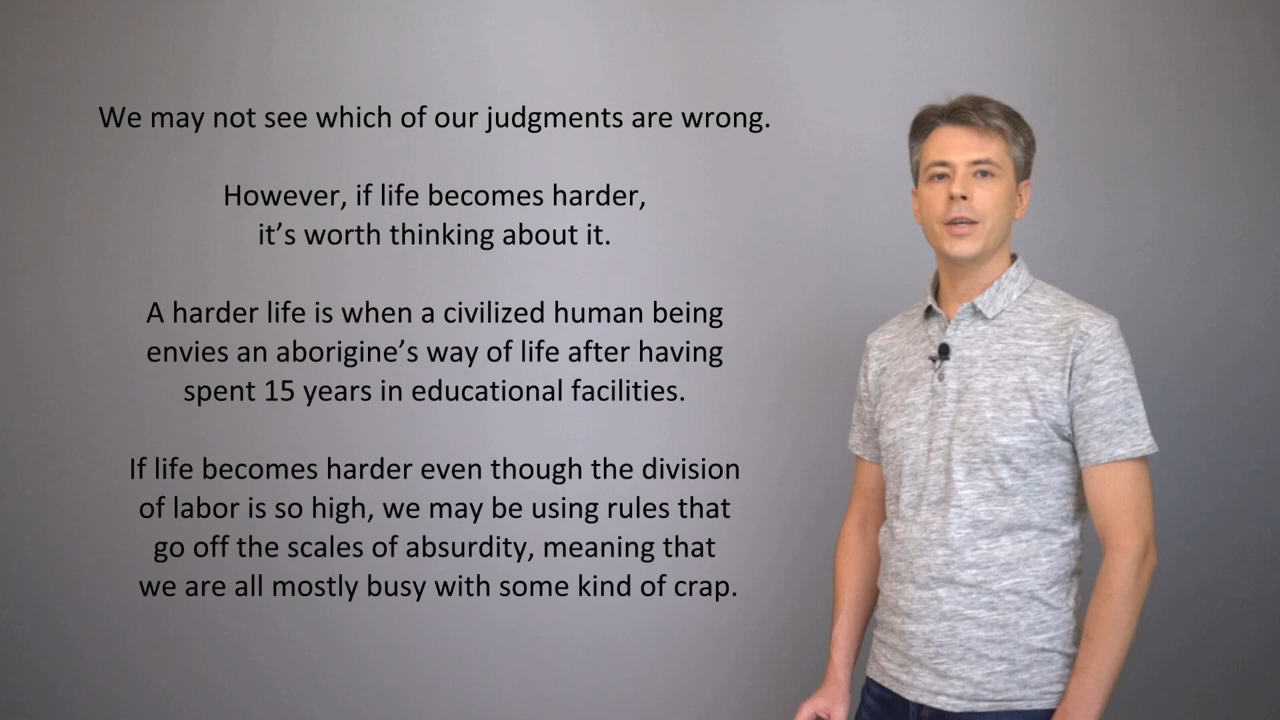 We may not see which of our judgments are wrong.
However, if life becomes harder,
it's worth thinking about it.
A harder life is when a civilized human being
envies an aborigine's way of life after having
spent 15 years in educational facilities.
If life becomes harder even though the division
of labor is so high, we may be using rules that
go off the scales of absurdity, meaning that
we are all mostly busy with some kind of crap.